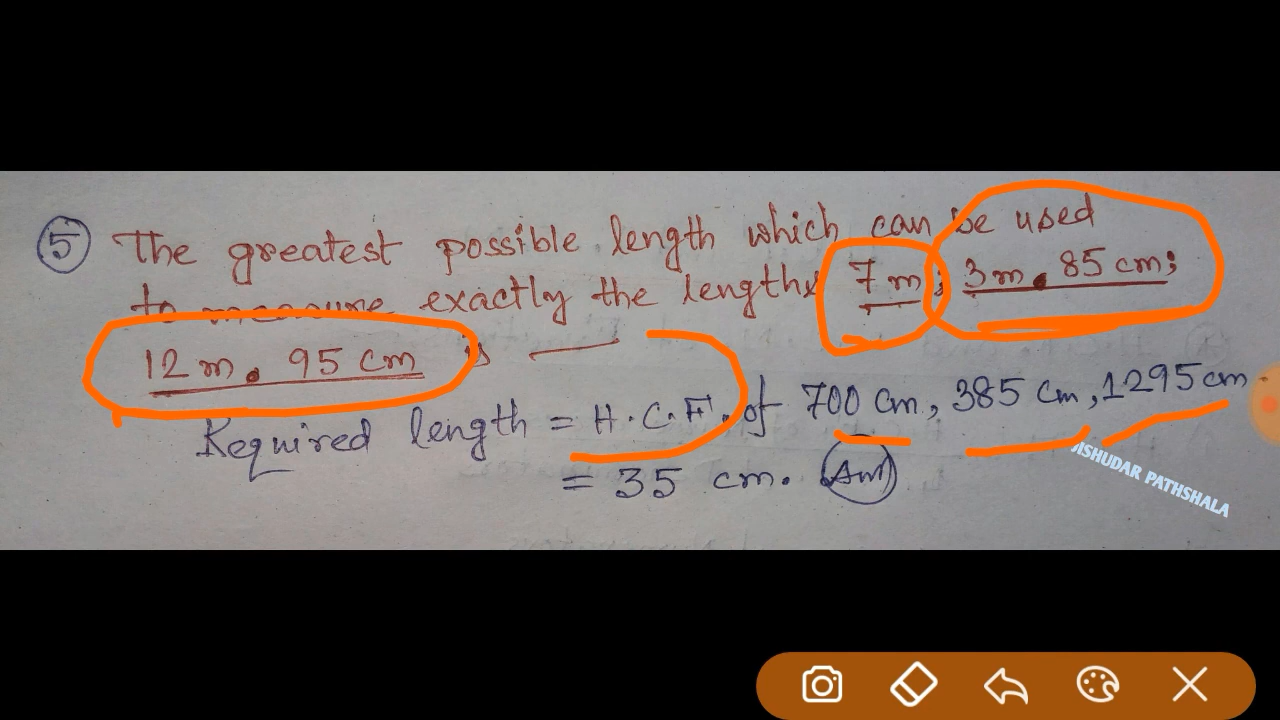 5 The greatest possible length which can be used
to measure exactly the lengths 7 m, 3 m. 85 cm;
12 m. 95 cm is —
Required length = H.C.F. of 700 cm, 385 cm, 1295 cm
= 35 cm. Ans
JISHUDAR PATHSHALA